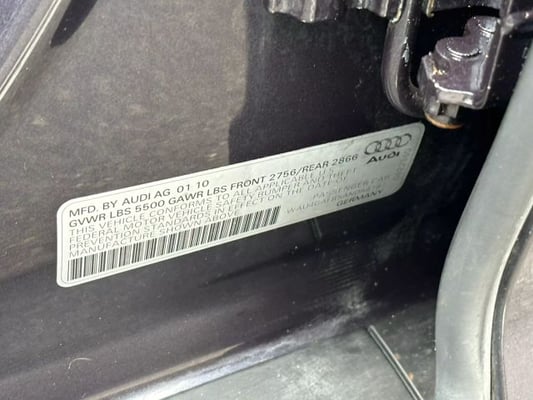 MFD. BY AUDI AG 01 10
GVWR LBS 5500 GAWR LBS FRONT 2756/REAR 2866
THIS VEHICLE CONFORMS TO ALL APPLICABLE U.S.
FEDERAL MOTOR VEHICLE SAFETY, BUMPER AND THEFT
PREVENTION STANDARDS IN EFFECT ON THE DATE OF
MANUFACTURE SHOWN ABOVE
PASSENGER CAR
GERMANY
Audi